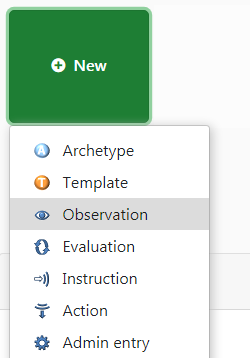 New
Archetype
Template
Observation
Evaluation
Instruction
Action
Admin entry